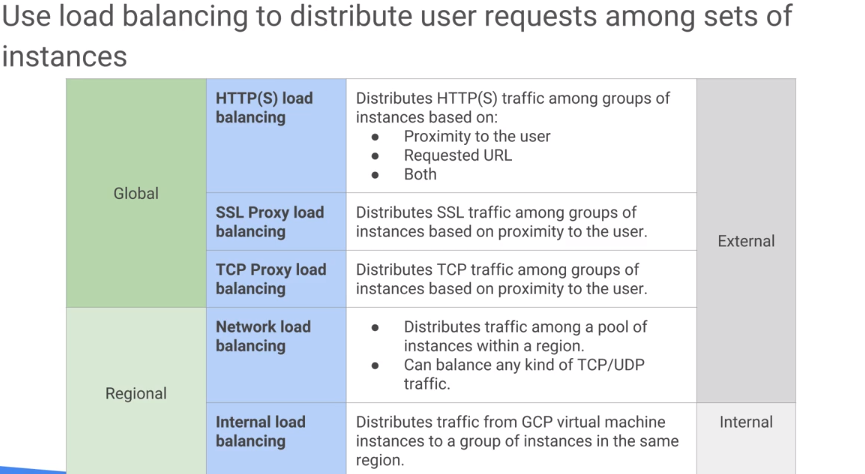 Use load balancing to distribute user requests among sets of
instances
Global
HTTP(S) load
balancing
Distributes HTTP(S) traffic among groups of
instances based on:
● Proximity to the user
● Requested URL
● Both
External
SSL Proxy load
balancing
Distributes SSL traffic among groups of
instances based on proximity to the user.
TCP Proxy load
balancing
Distributes TCP traffic among groups of
instances based on proximity to the user.
Regional
Network load
balancing
● Distributes traffic among a pool of
instances within a region.
● Can balance any kind of TCP/UDP
traffic.
Internal load
balancing
Distributes traffic from GCP virtual machine
instances to a group of instances in the same
region.
Internal